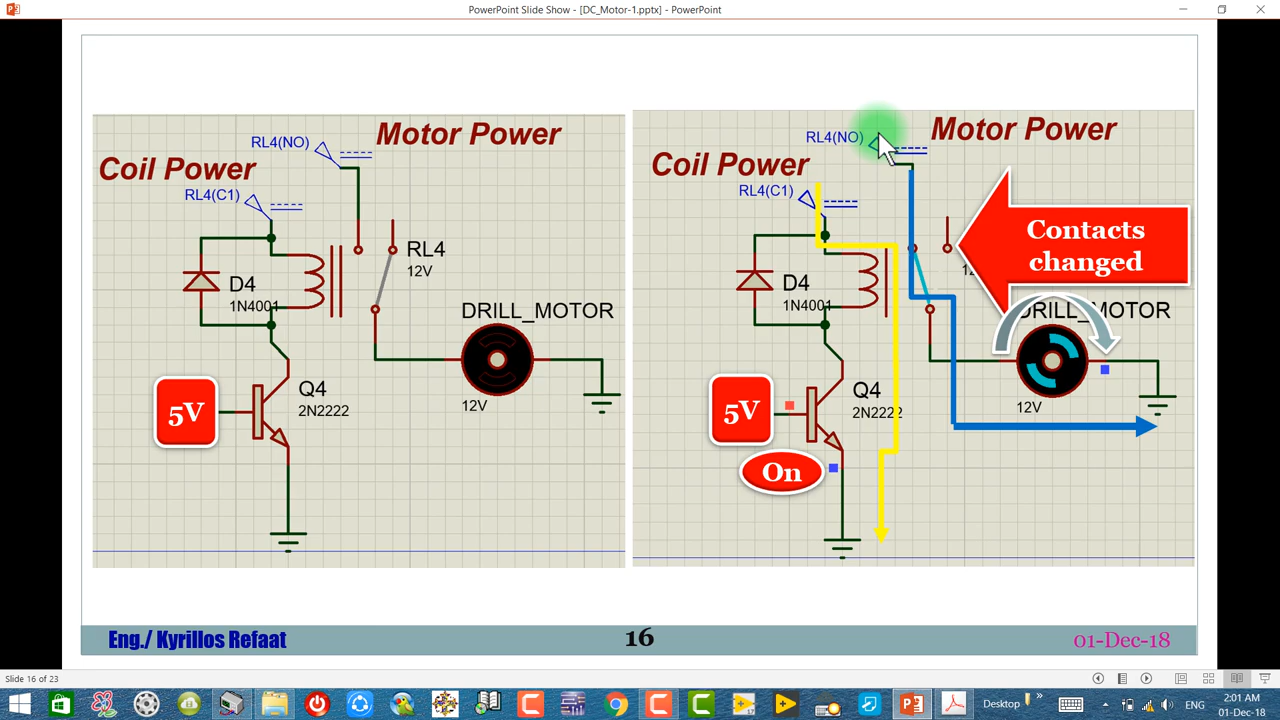 PowerPoint Slide Show - [DC_Motor-1.pptx] - PowerPoint
Motor Power
RL4(NO)
Coil Power
RL4(C1)
RL4
12V
D4
1N4001
DRILL_MOTOR
Q4
2N2222
5V
12V
Motor Power
RL4(NO)
Coil Power
RL4(C1)
Contacts
changed
D4
1N4001
DRILL_MOTOR
Q4
2N2222
5V
12V
On
Eng./ Kyrillos Refaat
16
01-Dec-18
Slide 16 of 23
Desktop
ENG
2:01 AM
01-Dec-18